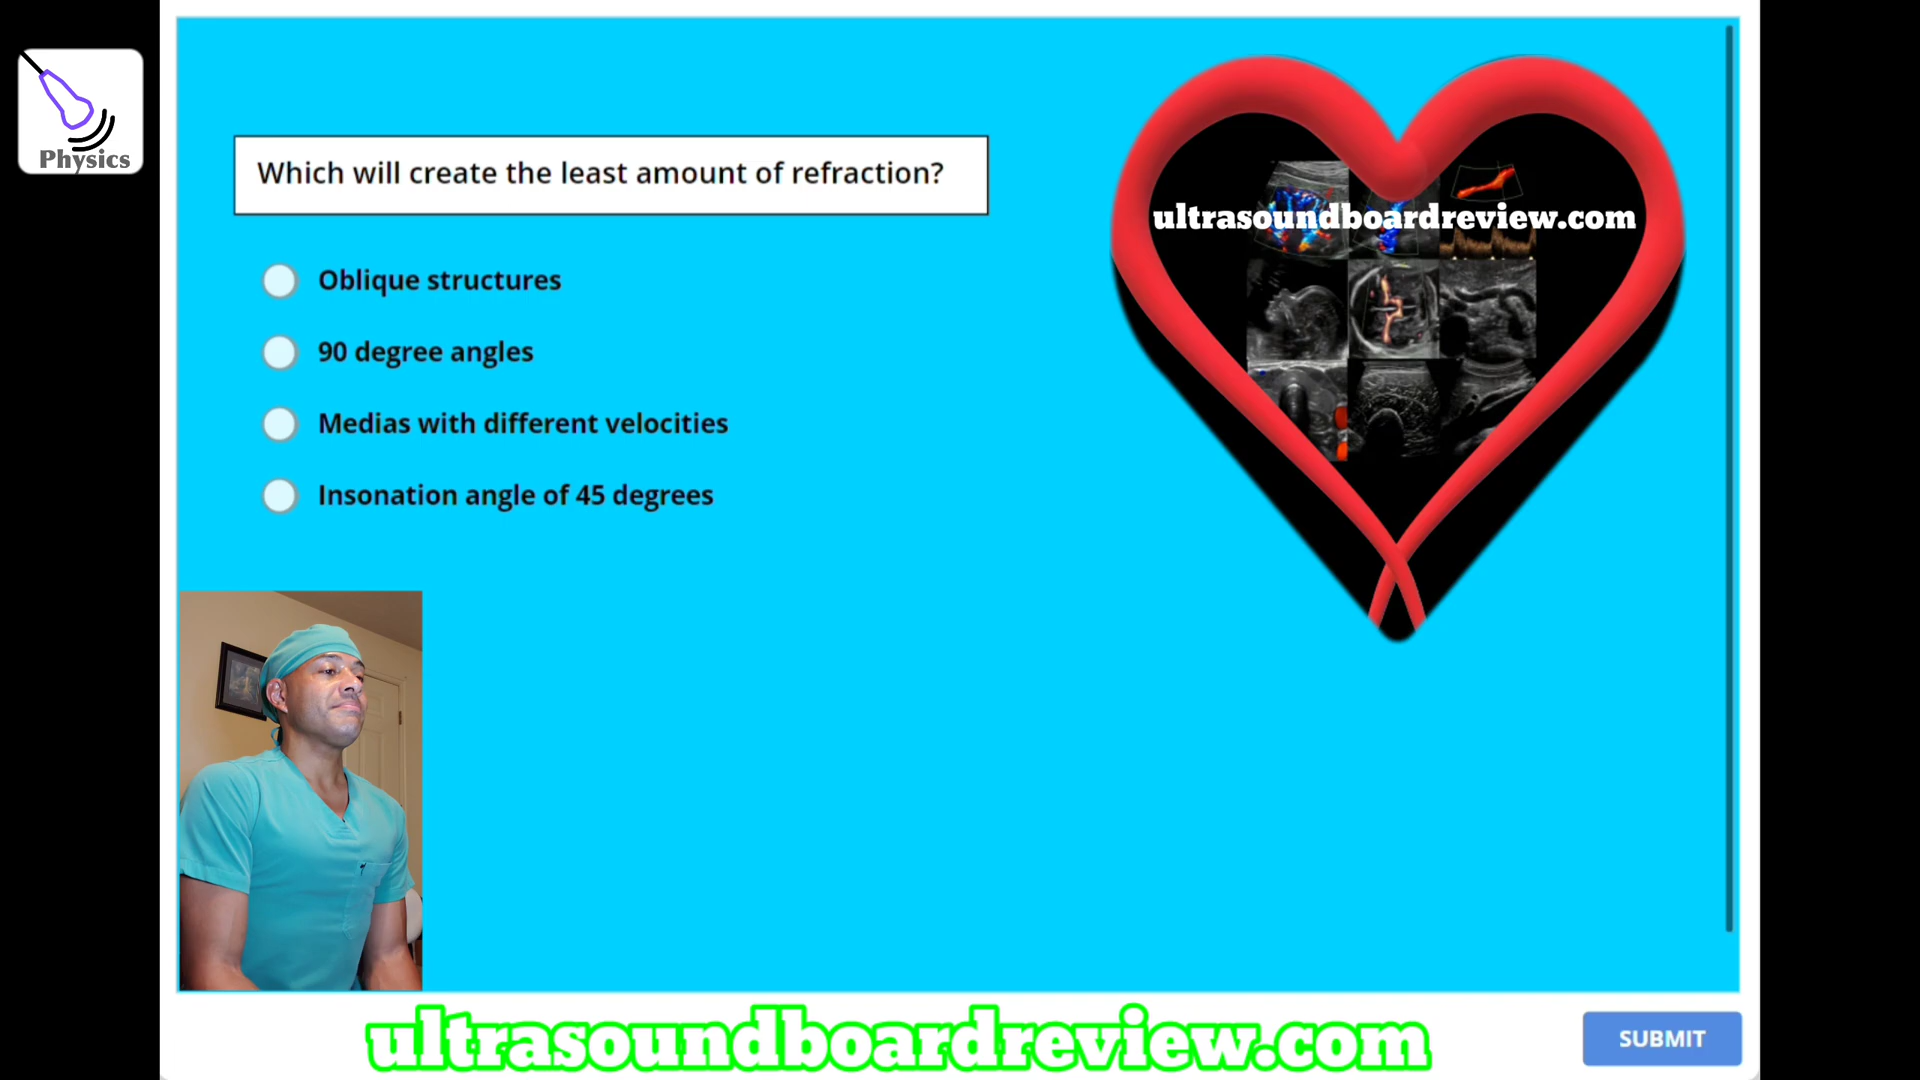 Physics
Which will create the least amount of refraction?
ultrasoundboardreview.com
Oblique structures
90 degree angles
Medias with different velocities
Insonation angle of 45 degrees
ultrasoundboardreview.com
SUBMIT